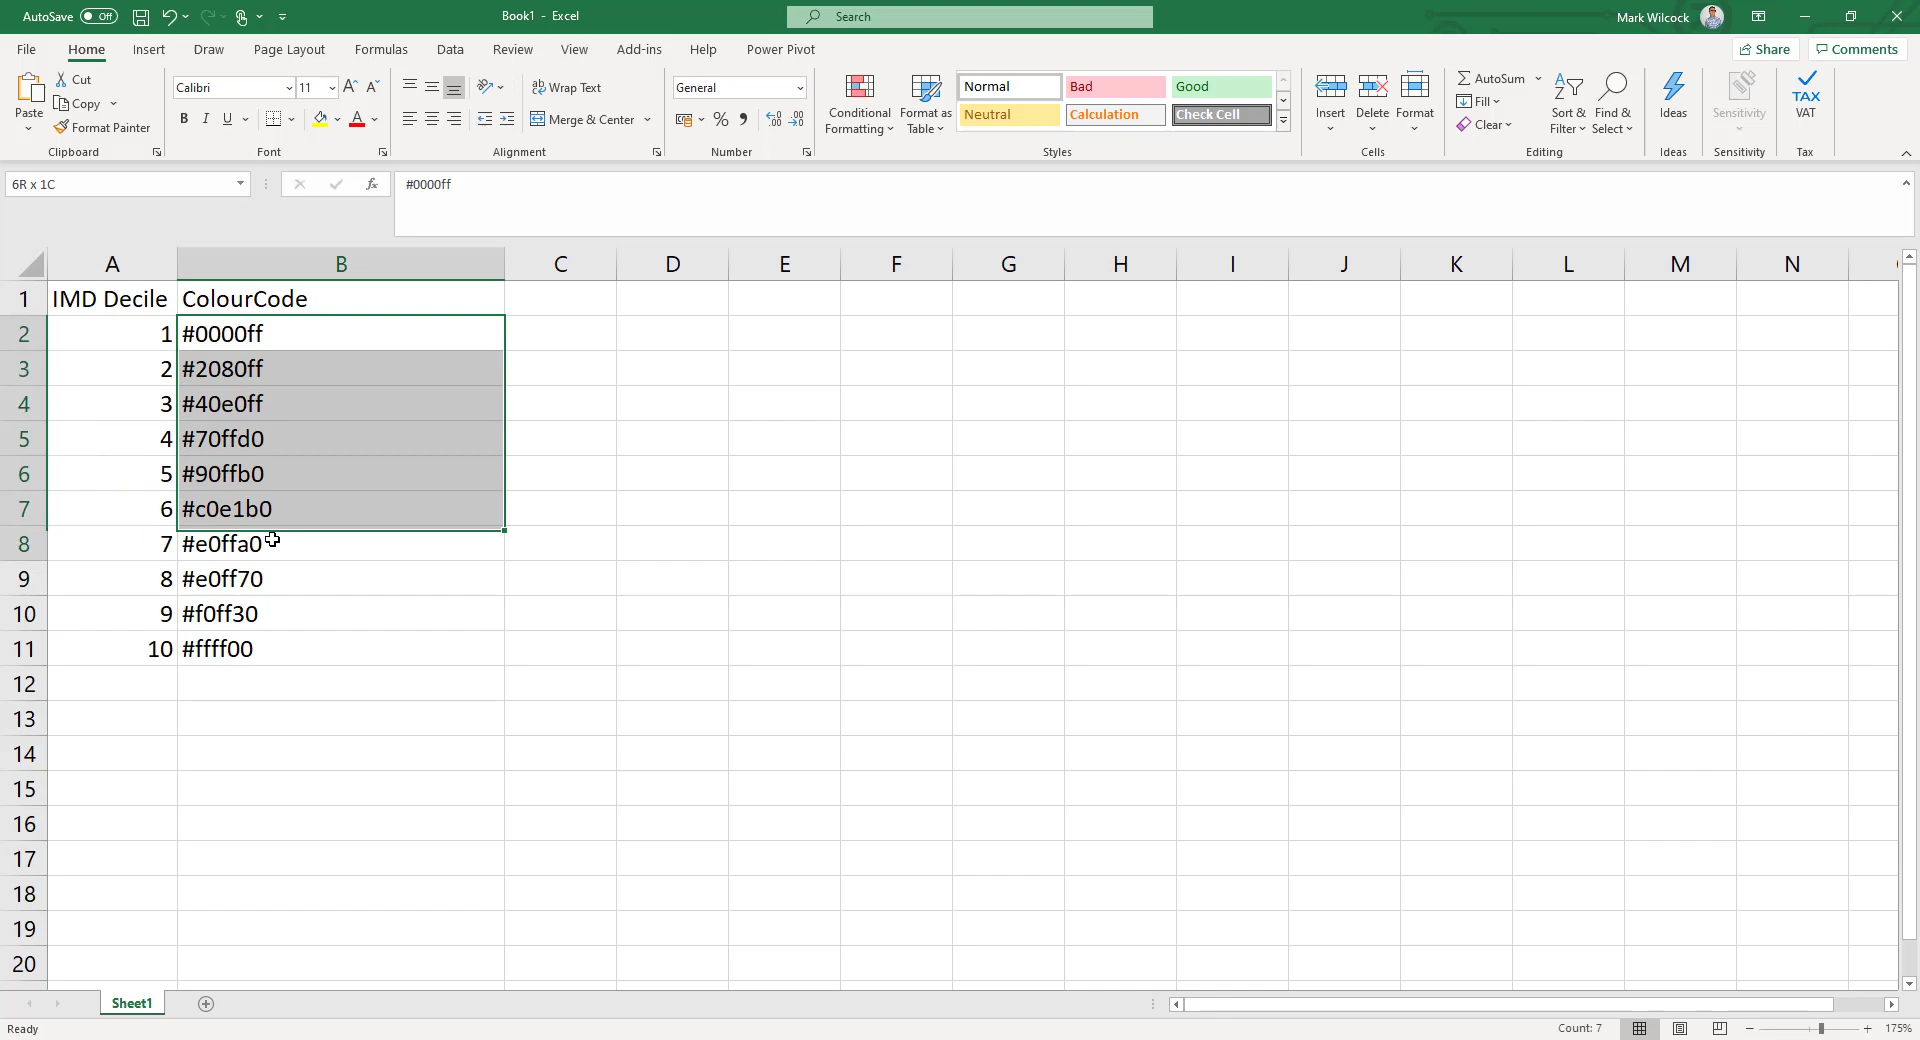 AutoSave Off Book1 - Excel Search Mark Wilcock
File Home Insert Draw Page Layout Formulas Data Review View Add-ins Help Power Pivot Share Comments
Paste
Cut
Copy
Format Painter
Clipboard
Calibri 11
B I U
Font
Wrap Text
Merge & Center
Alignment
General
Number
Conditional Formatting
Format as Table
Normal Bad Good
Neutral Calculation Check Cell
Styles
Insert Delete Format
Cells
AutoSum
Fill
Clear
Sort & Filter
Find & Select
Editing
Ideas
Ideas
Sensitivity
Sensitivity
TAX
VAT
Tax
6R x 1C fx #0000ff
A B C D E F G H I J K L M N
1 IMD Decile ColourCode
2 1 #0000ff
3 2 #2080ff
4 3 #40e0ff
5 4 #70ffd0
6 5 #90ffb0
7 6 #c0e1b0
8 7 #e0ffa0
9 8 #e0ff70
10 9 #f0ff30
11 10 #ffff00
12
13
14
15
16
17
18
19
20
Sheet1
Ready Count: 7 175%